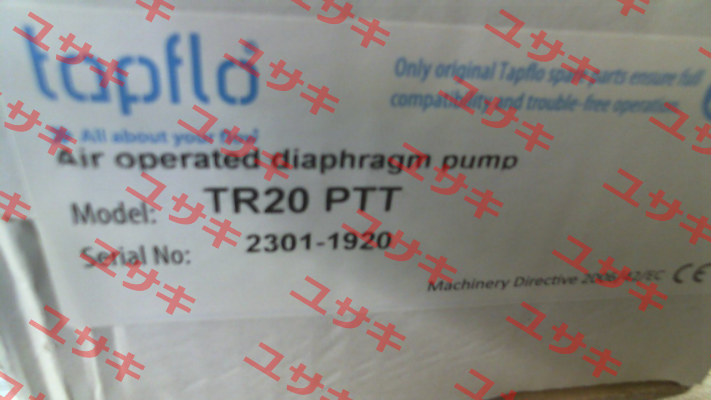 tapflo
Only original Tapflo spare parts ensure full
compatibility and trouble-free operation.
All about your flow!
Air operated diaphragm pump
Model: TR20 PTT
Serial No: 2301-1920
Machinery Directive 2006/42/EC CE
ユサキ